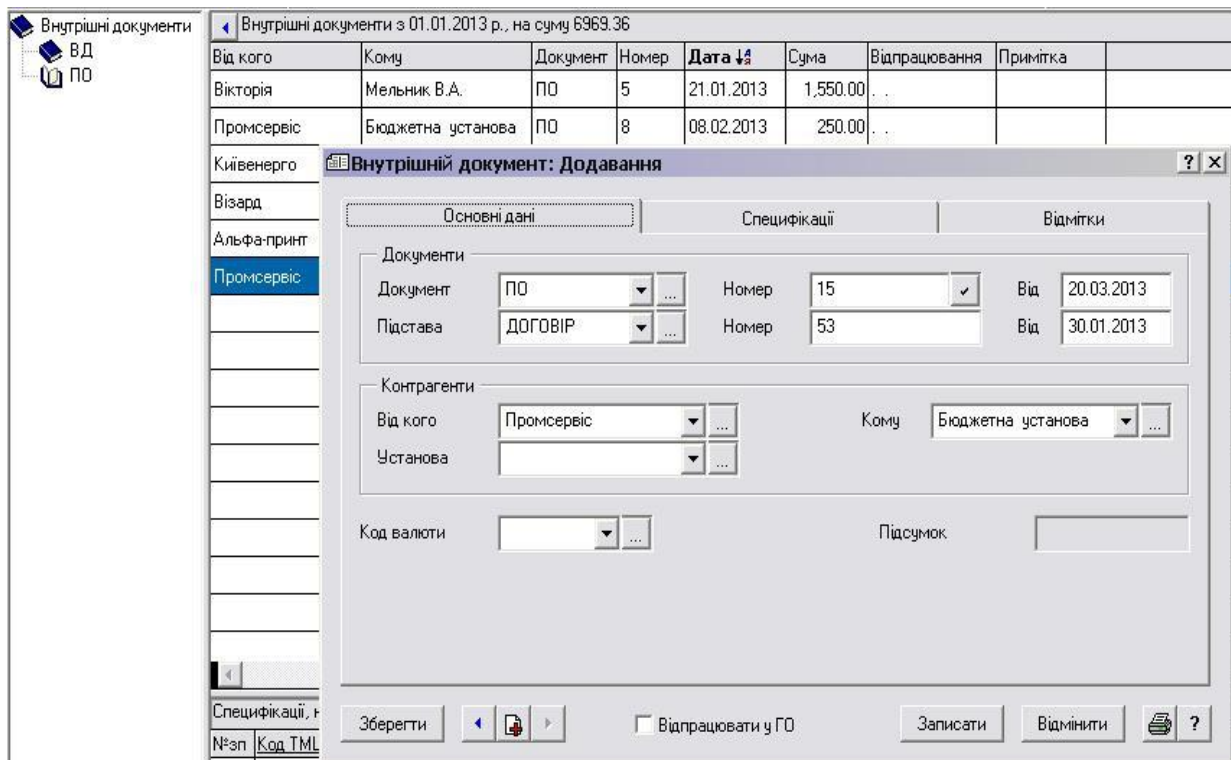 Внутрішні документи
ВД
ПО
Внутрішні документи з 01.01.2013 р., на суму 6969.36
Від кого Кому Документ Номер Дата Сума Відпрацювання Примітка
Вікторія Мельник В.А. ПО 5 21.01.2013 1,550.00 . .
Промсервіс Бюджетна установа ПО 8 08.02.2013 250.00 . .
Київенерго
Візард
Альфа-принт
Промсервіс
Внутрішній документ: Додавання ? x
Основні дані Специфікації Відмітки
Документи
Документ ПО ... Номер 15 Від 20.03.2013
Підстава ДОГОВІР ... Номер 53 Від 30.01.2013
Контрагенти
Від кого Промсервіс ... Кому Бюджетна установа ...
Установа ...
Код валюти ... Підсумок
Зберегти Відпрацювати у ГО Записати Відмінити ?
Специфікації,
№зп Код TML